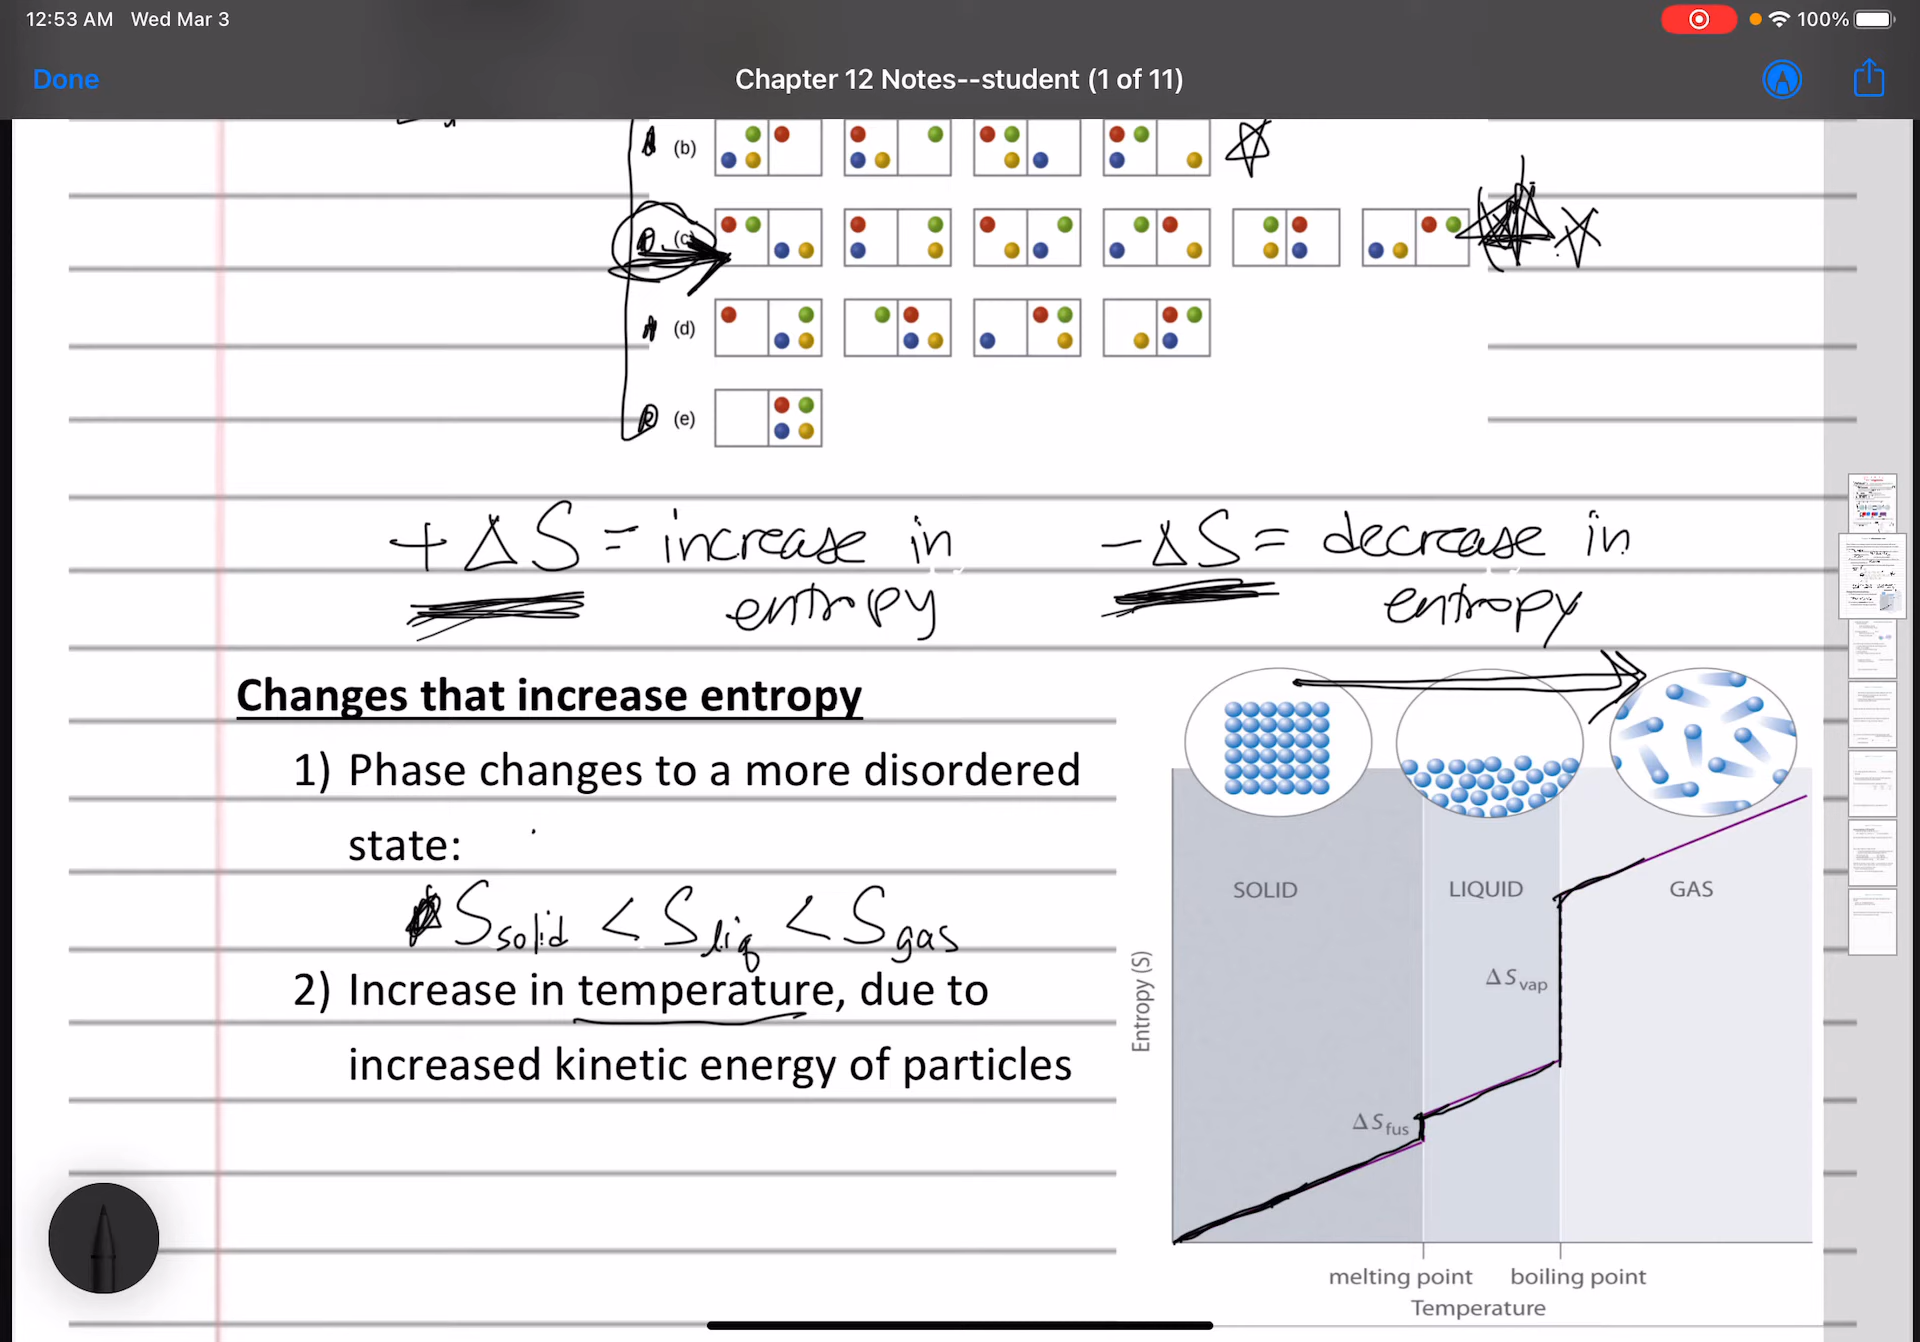 12:53 AM Wed Mar 3
100%
Done
Chapter 12 Notes--student (1 of 11)
(b)
(c)
(d)
(e)
+ΔS = increase in entropy
-ΔS = decrease in entropy
Changes that increase entropy
1) Phase changes to a more disordered
state:
S solid < S liq < S gas
2) Increase in temperature, due to
increased kinetic energy of particles
SOLID
LIQUID
GAS
Entropy (S)
ΔS vap
ΔS fus
melting point
boiling point
Temperature